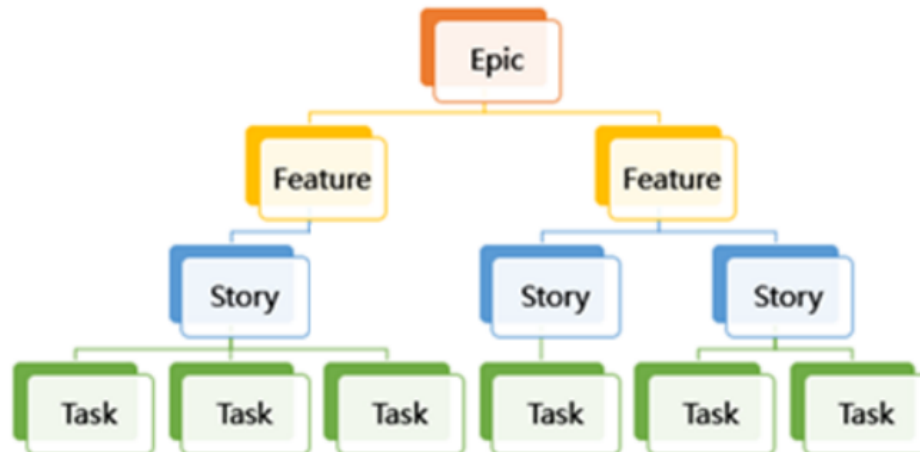 Epic
Feature Feature
Story Story Story
Task Task Task Task Task Task